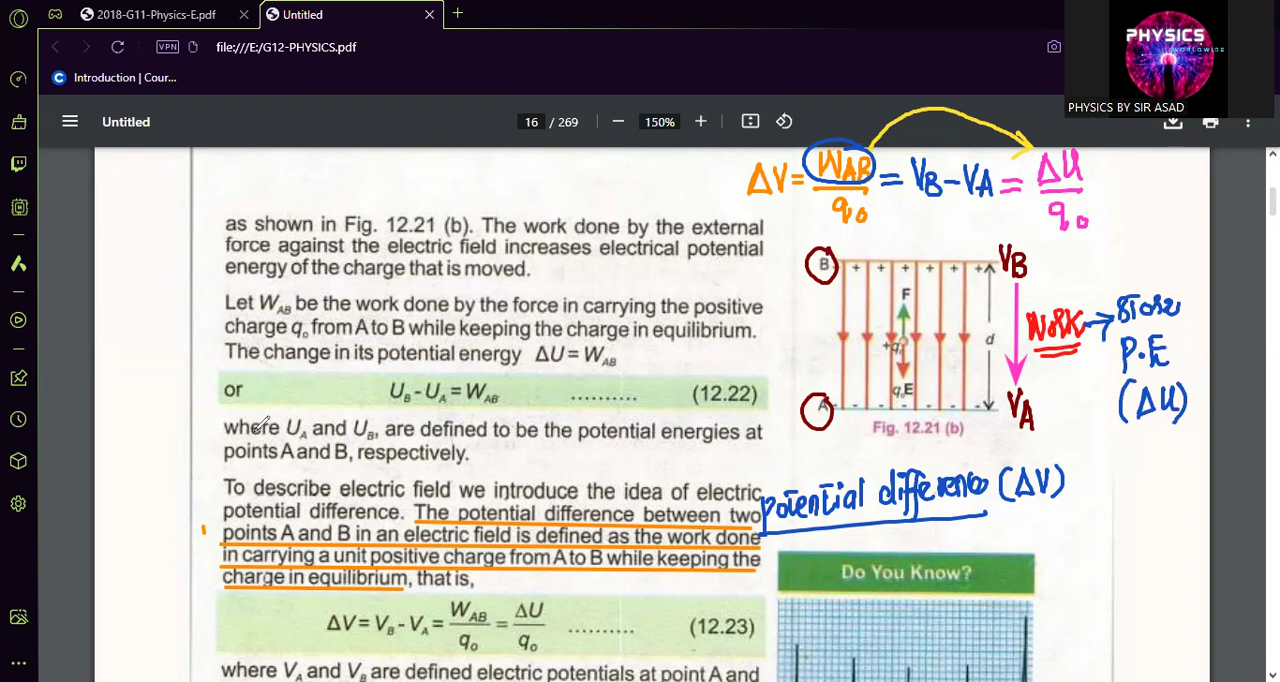 2018-G11-Physics-E.pdf
Untitled
VPN
file:///E:/G12-PHYSICS.pdf
Introduction | Cour...
PHYSICS
WORLDWIDE
PHYSICS BY SIR ASAD
Untitled
16 / 269
150%
ΔV = W_AB / q₀ = V_B − V_A = ΔU / q₀
as shown in Fig. 12.21 (b). The work done by the external
force against the electric field increases electrical potential
energy of the charge that is moved.
Let W_AB be the work done by the force in carrying the positive
charge q₀ from A to B while keeping the charge in equilibrium.
The change in its potential energy ΔU = W_AB
or U_B - U_A = W_AB .......... (12.22)
where U_A and U_B, are defined to be the potential energies at
points A and B, respectively.
To describe electric field we introduce the idea of electric
potential difference. The potential difference between two
points A and B in an electric field is defined as the work done
in carrying a unit positive charge from A to B while keeping the
charge in equilibrium, that is,
ΔV = V_B - V_A = W_AB / q₀ = ΔU / q₀ .......... (12.23)
where V_A and V_B are defined electric potentials at point A and
B + + + + + + V_B
F
+q₀
q₀E
d
A - - - - - - V_A
Fig. 12.21 (b)
Work → Store
P.E
(ΔU)
potential difference (ΔV)
Do You Know?